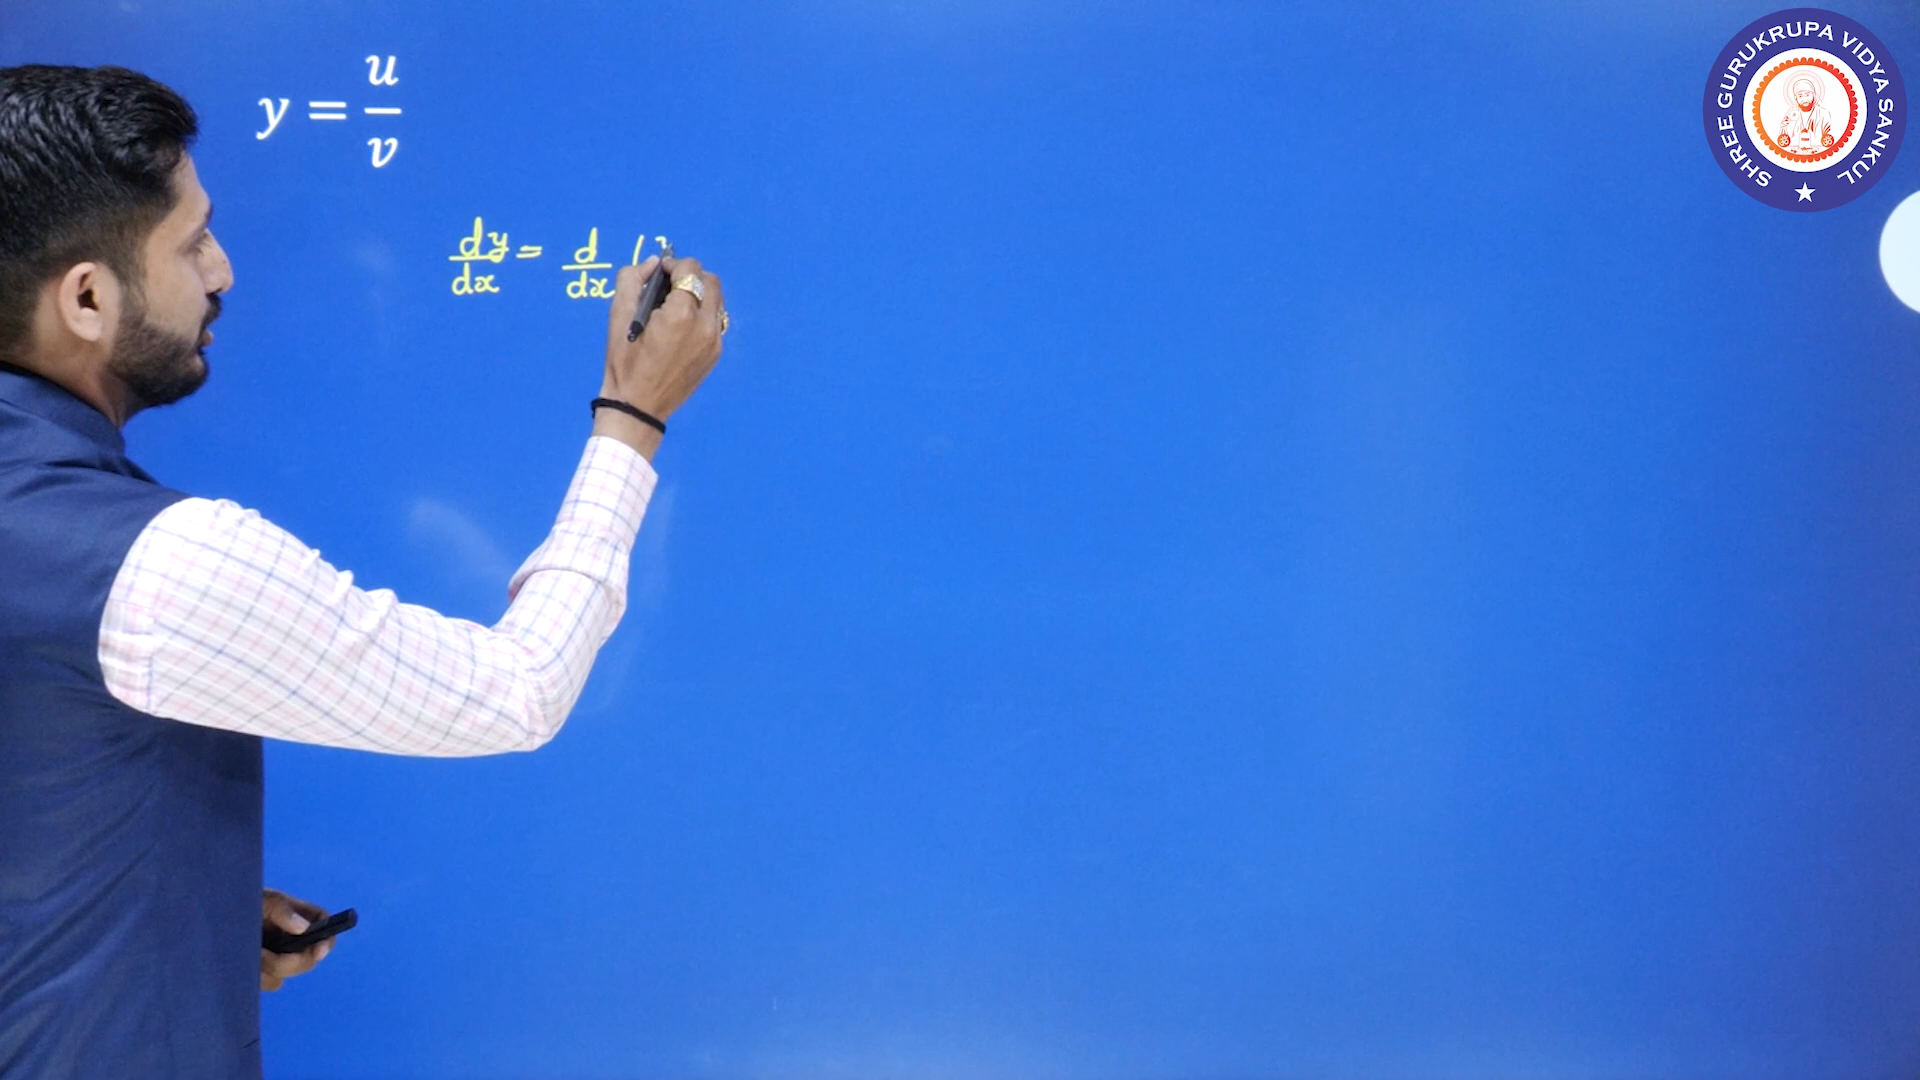 y = u/v
dy/dx = d/dx (
SHREE GURUKRUPA VIDYA SANKUL